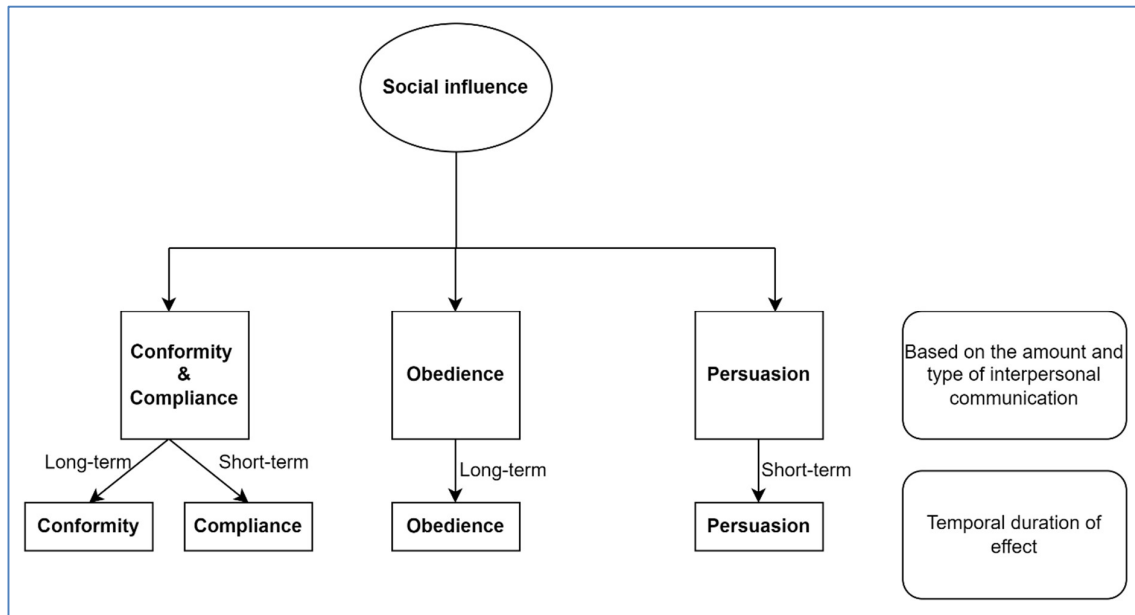 Social influence
Conformity
&
Compliance
Obedience
Persuasion
Based on the amount and
type of interpersonal
communication
Long-term
Short-term
Long-term
Short-term
Conformity
Compliance
Obedience
Persuasion
Temporal duration of
effect